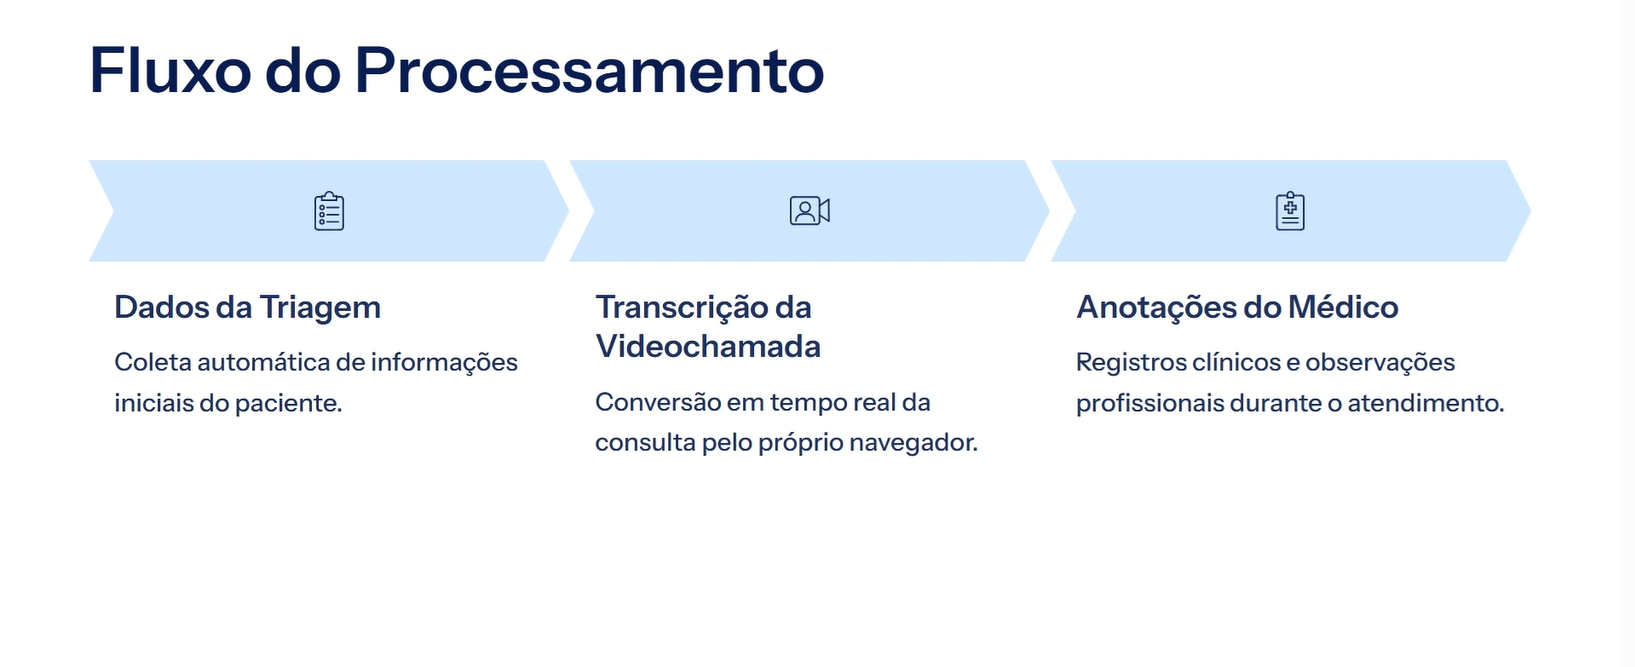 Fluxo do Processamento
Dados da Triagem
Coleta automática de informações
iniciais do paciente.
Transcrição da
Videochamada
Conversão em tempo real da
consulta pelo próprio navegador.
Anotações do Médico
Registros clínicos e observações
profissionais durante o atendimento.